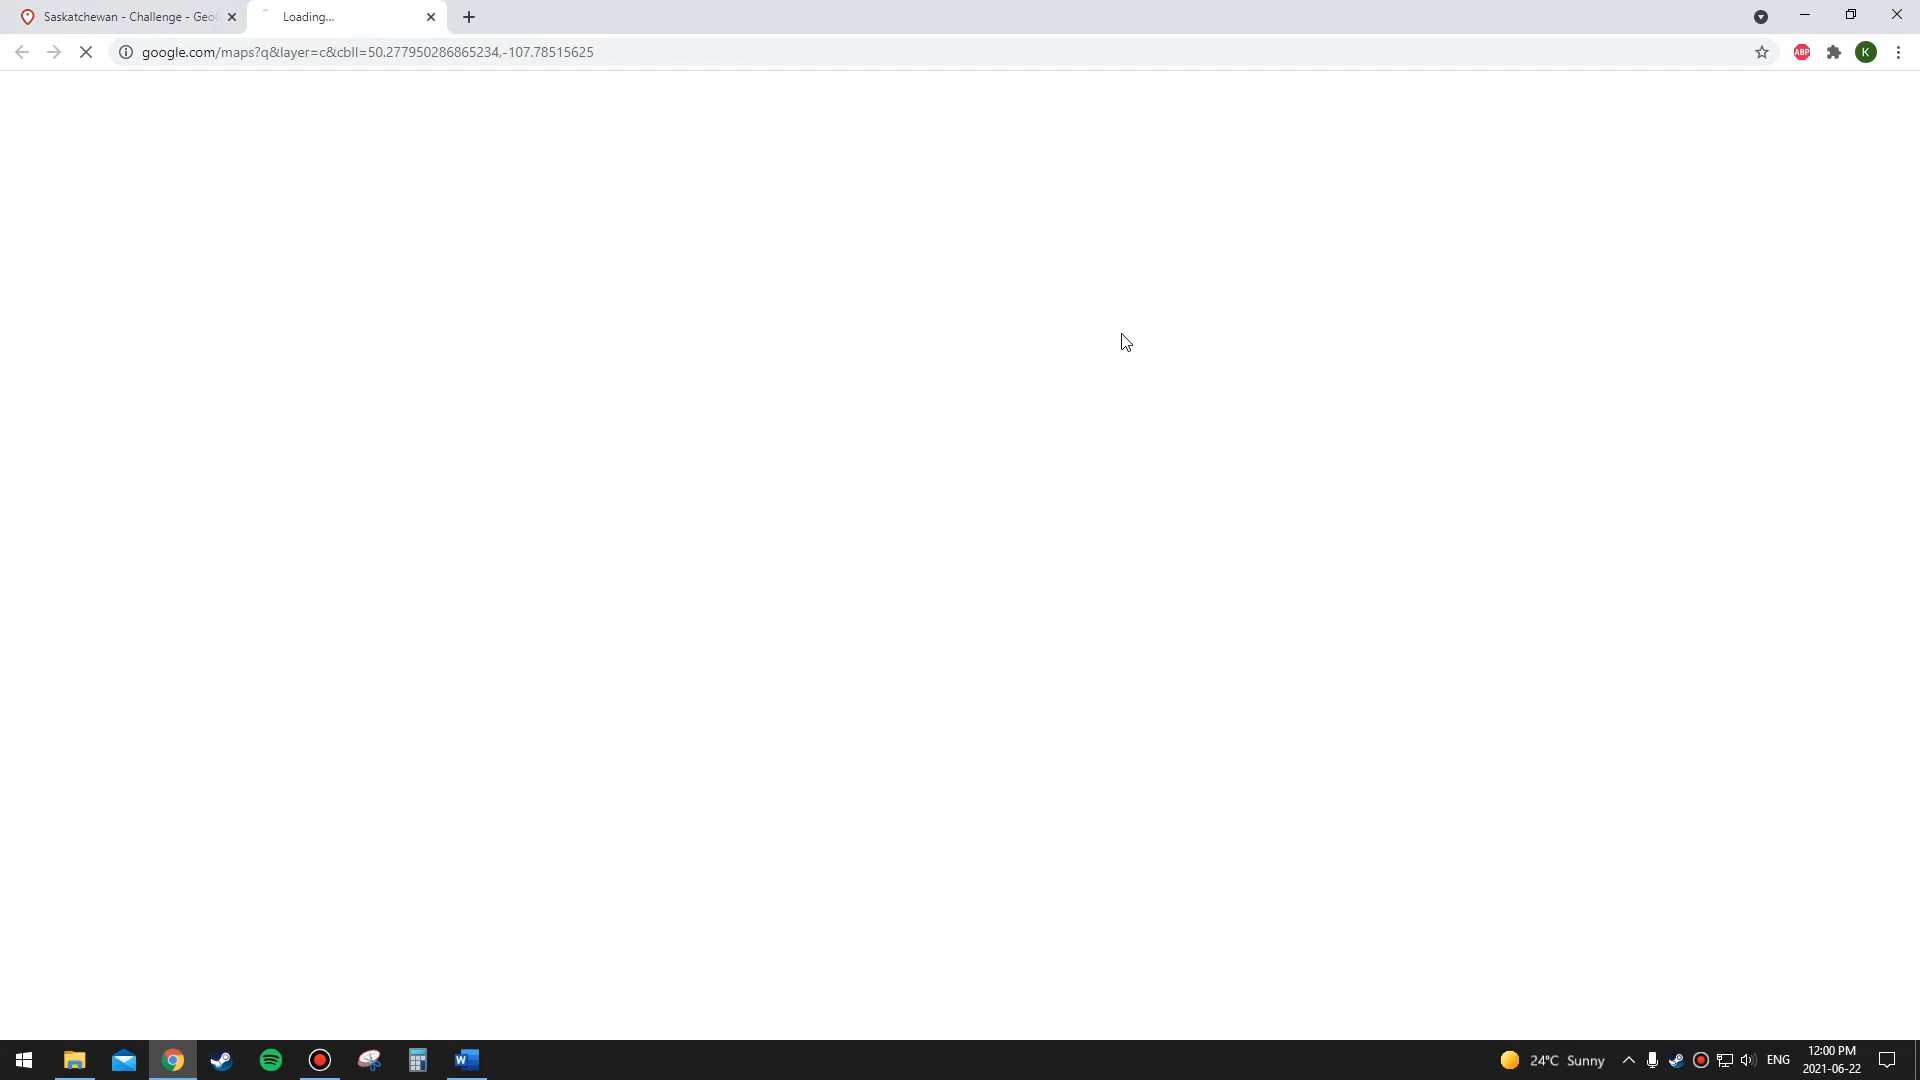 Saskatchewan - Challenge - Geo
Loading...
google.com/maps?q&layer=c&cbll=50.277950286865234,-107.78515625
ABP
K
W
24°C Sunny
ENG
12:00 PM
2021-06-22